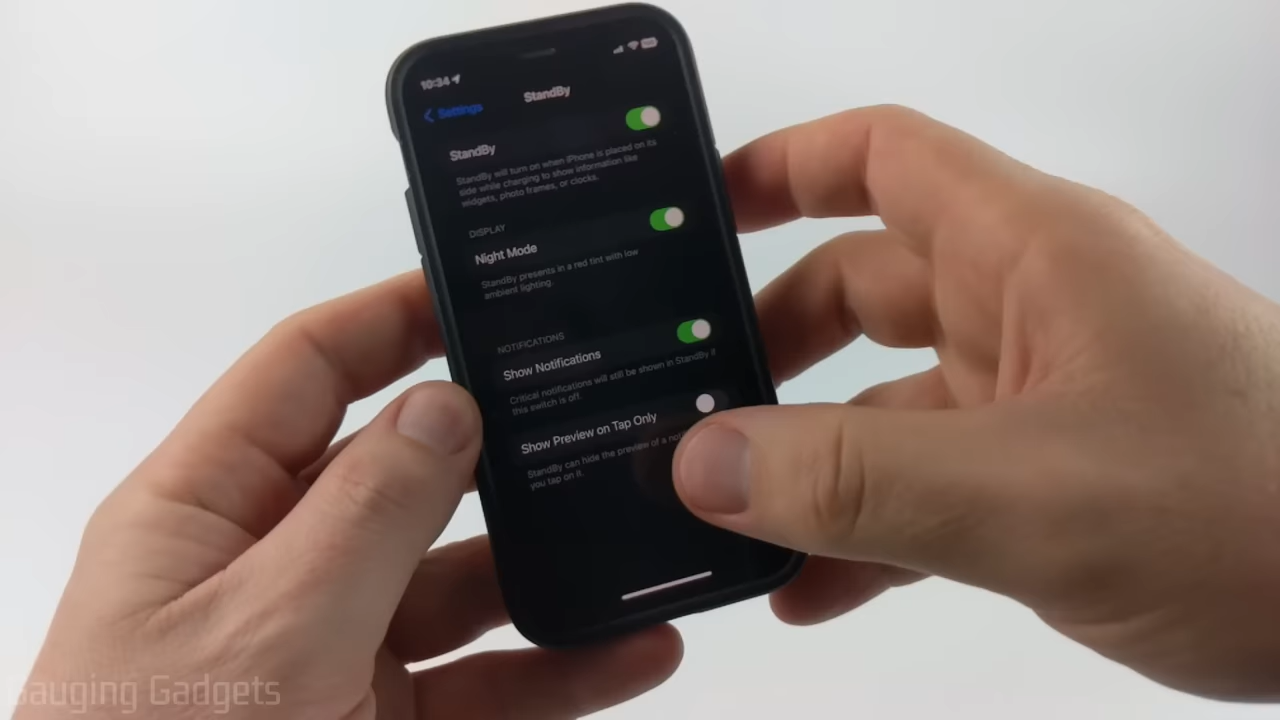 10:34
StandBy
Settings
StandBy
StandBy will turn on when iPhone is placed on its
side while charging to show information like
widgets, photo frames, or clocks.
DISPLAY
Night Mode
StandBy presents in a red tint with low
ambient lighting.
NOTIFICATIONS
Show Notifications
Critical notifications will still be shown in StandBy if
this switch is off.
Show Preview on Tap Only
StandBy can hide the preview of a
you tap on it.
Gauging Gadgets